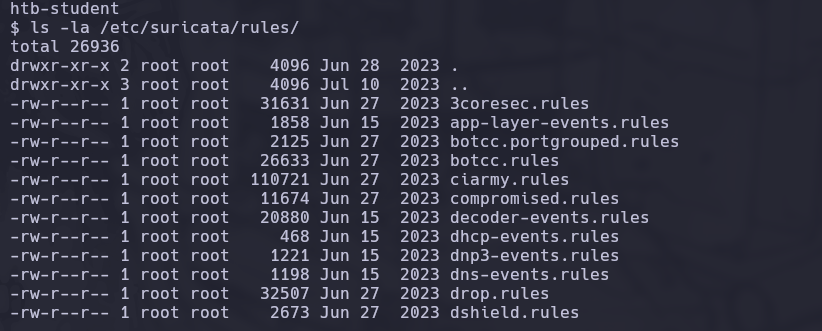 htb-student
$ ls -la /etc/suricata/rules/
total 26936
drwxr-xr-x 2 root root    4096 Jun 28  2023 .
drwxr-xr-x 3 root root    4096 Jul 10  2023 ..
-rw-r--r-- 1 root root   31631 Jun 27  2023 3coresec.rules
-rw-r--r-- 1 root root    1858 Jun 15  2023 app-layer-events.rules
-rw-r--r-- 1 root root    2125 Jun 27  2023 botcc.portgrouped.rules
-rw-r--r-- 1 root root   26633 Jun 27  2023 botcc.rules
-rw-r--r-- 1 root root  110721 Jun 27  2023 ciarmy.rules
-rw-r--r-- 1 root root   11674 Jun 27  2023 compromised.rules
-rw-r--r-- 1 root root   20880 Jun 15  2023 decoder-events.rules
-rw-r--r-- 1 root root     468 Jun 15  2023 dhcp-events.rules
-rw-r--r-- 1 root root    1221 Jun 15  2023 dnp3-events.rules
-rw-r--r-- 1 root root    1198 Jun 15  2023 dns-events.rules
-rw-r--r-- 1 root root   32507 Jun 27  2023 drop.rules
-rw-r--r-- 1 root root    2673 Jun 27  2023 dshield.rules